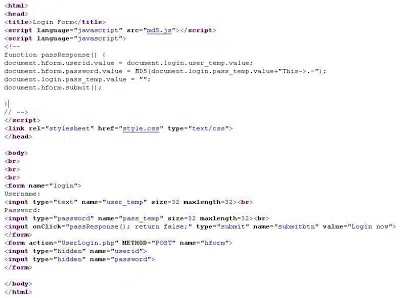 <html>
<head>
<title>Login Form</title>
<script language="javascript" src="md5.js"></script>
<script language="javascript">
<!--
function passResponse() {
document.hform.userid.value = document.login.user_temp.value;
document.hform.password.value = MD5(document.login.pass_temp.value+"This->.~");
document.login.pass_temp.value = "";
document.hform.submit();
}
// -->
</script>
<link rel="stylesheet" href="style.css" type="text/css">
</head>
<body>
<br>
<br>
<br>
<form name="login">
Username:
<input type="text" name="user_temp" size=32 maxlength=32><br>
Password:
<input type="password" name="pass_temp" size=32 maxlength=32><br>
<input onClick="passResponse(); return false;" type="submit" name="submitbtn" value="Login now">
</form>
<form action="UserLogin.php" METHOD="POST" name="hform">
<input type="hidden" name="userid">
<input type="hidden" name="password">
</form>
</body>
</html>